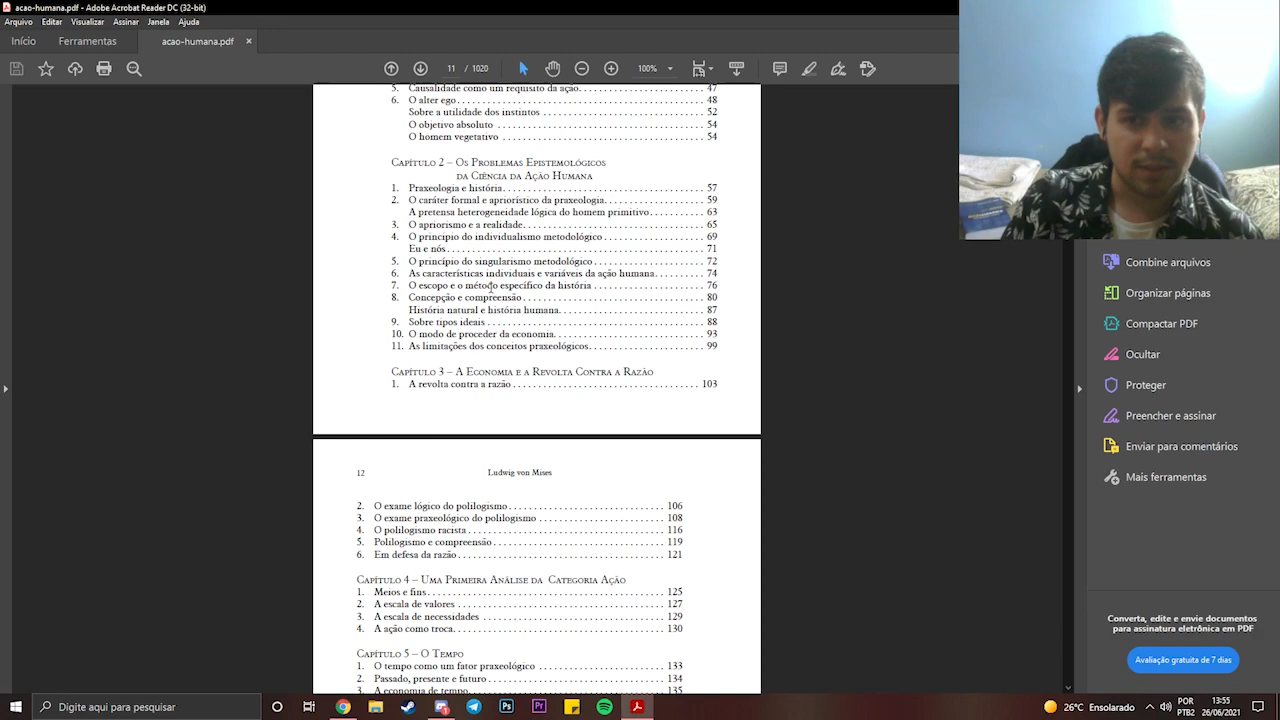 acao-humana.pdf - Adobe Acrobat Reader DC (32-bit)
Arquivo Editar Visualizar Assinar Janela Ajuda
Início Ferramentas acao-humana.pdf ×
11 / 1020 100%
5. Causalidade como um requisito da ação. 47
6. O alter ego 48
Sobre a utilidade dos instintos 52
O objetivo absoluto 54
O homem vegetativo 54
Capítulo 2 – Os Problemas Epistemológicos
da Ciência da Ação Humana
1. Praxeologia e história 57
2. O caráter formal e apriorístico da praxeologia 59
A pretensa heterogeneidade lógica do homem primitivo 63
3. O apriorismo e a realidade 65
4. O princípio do individualismo metodológico 69
Eu e nós 71
5. O princípio do singularismo metodológico 72
6. As características individuais e variáveis da ação humana 74
7. O escopo e o método específico da história 76
8. Concepção e compreensão 80
História natural e história humana 87
9. Sobre tipos ideais 88
10. O modo de proceder da economia 93
11. As limitações dos conceitos praxeológicos 99
Capítulo 3 – A Economia e a Revolta Contra a Razão
1. A revolta contra a razão 103
12 Ludwig von Mises
2. O exame lógico do polilogismo 106
3. O exame praxeológico do polilogismo 108
4. O polilogismo racista 116
5. Polilogismo e compreensão 119
6. Em defesa da razão 121
Capítulo 4 – Uma Primeira Análise da Categoria Ação
1. Meios e fins 125
2. A escala de valores 127
3. A escala de necessidades 129
4. A ação como troca 130
Capítulo 5 – O Tempo
1. O tempo como um fator praxeológico 133
2. Passado, presente e futuro 134
3. A economia de tempo 135
Combine arquivos
Organizar páginas
Compactar PDF
Ocultar
Proteger
Preencher e assinar
Enviar para comentários
Mais ferramentas
Converta, edite e envie documentos
para assinatura eletrônica em PDF
Avaliação gratuita de 7 dias
Digite aqui para pesquisar
26°C Ensolarado
POR
PTB2
13:55
26/06/2021